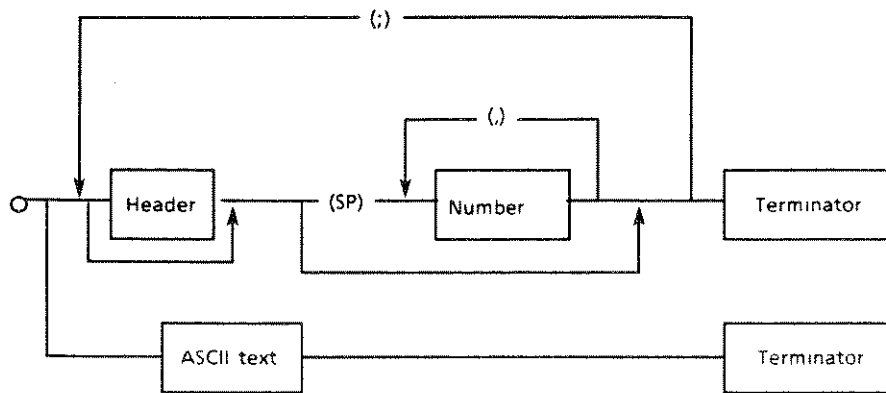 (;)
(,)
Header
(SP)
Number
Terminator
ASCII text
Terminator